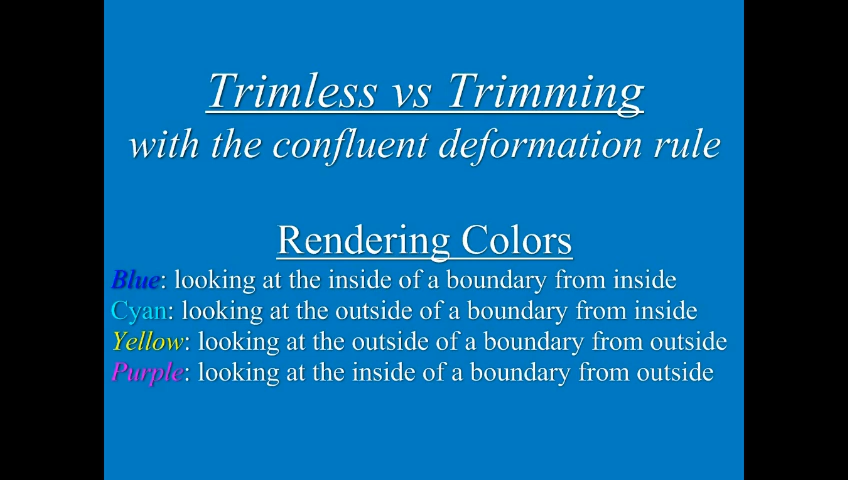 Trimless vs Trimming
with the confluent deformation rule
Rendering Colors
Blue: looking at the inside of a boundary from inside
Cyan: looking at the outside of a boundary from inside
Yellow: looking at the outside of a boundary from outside
Purple: looking at the inside of a boundary from outside